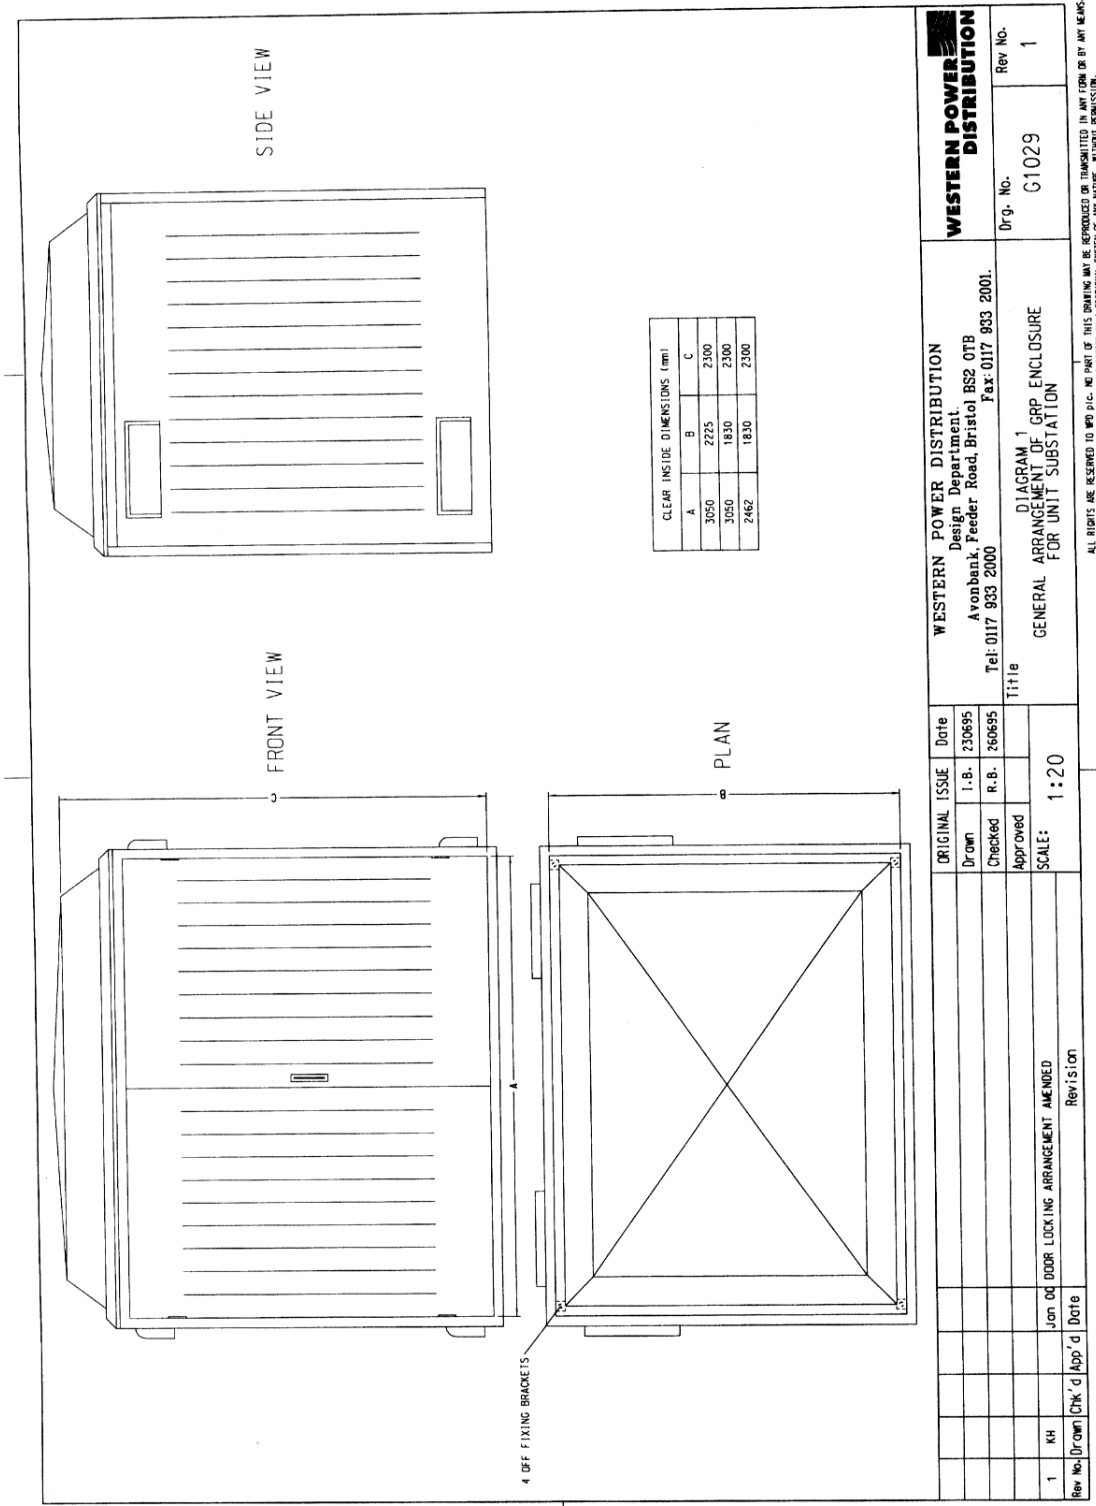 FRONT VIEW
SIDE VIEW
C
A
4 OFF FIXING BRACKETS
PLAN
B
CLEAR INSIDE DIMENSIONS (mm)
A B C
3050 2225 2300
3050 1830 2300
2462 1830 2300
ORIGINAL ISSUE Date
Drawn I.B. 230695
Checked R.B. 260695
Approved
SCALE: 1:20
1 KH Jan 00 DOOR LOCKING ARRANGEMENT AMENDED
Rev No. Drawn Chk'd App'd Date Revision
WESTERN POWER DISTRIBUTION
Design Department.
Avonbank, Feeder Road, Bristol BS2 0TB
Tel: 0117 933 2000 Fax: 0117 933 2001.
Title
DIAGRAM 1
GENERAL ARRANGEMENT OF GRP ENCLOSURE
FOR UNIT SUBSTATION
WESTERN POWER
DISTRIBUTION
Drg. No. G1029
Rev No. 1
ALL RIGHTS ARE RESERVED TO WPD plc. NO PART OF THIS DRAWING MAY BE REPRODUCED OR TRANSMITTED IN ANY FORM OR BY ANY MEANS